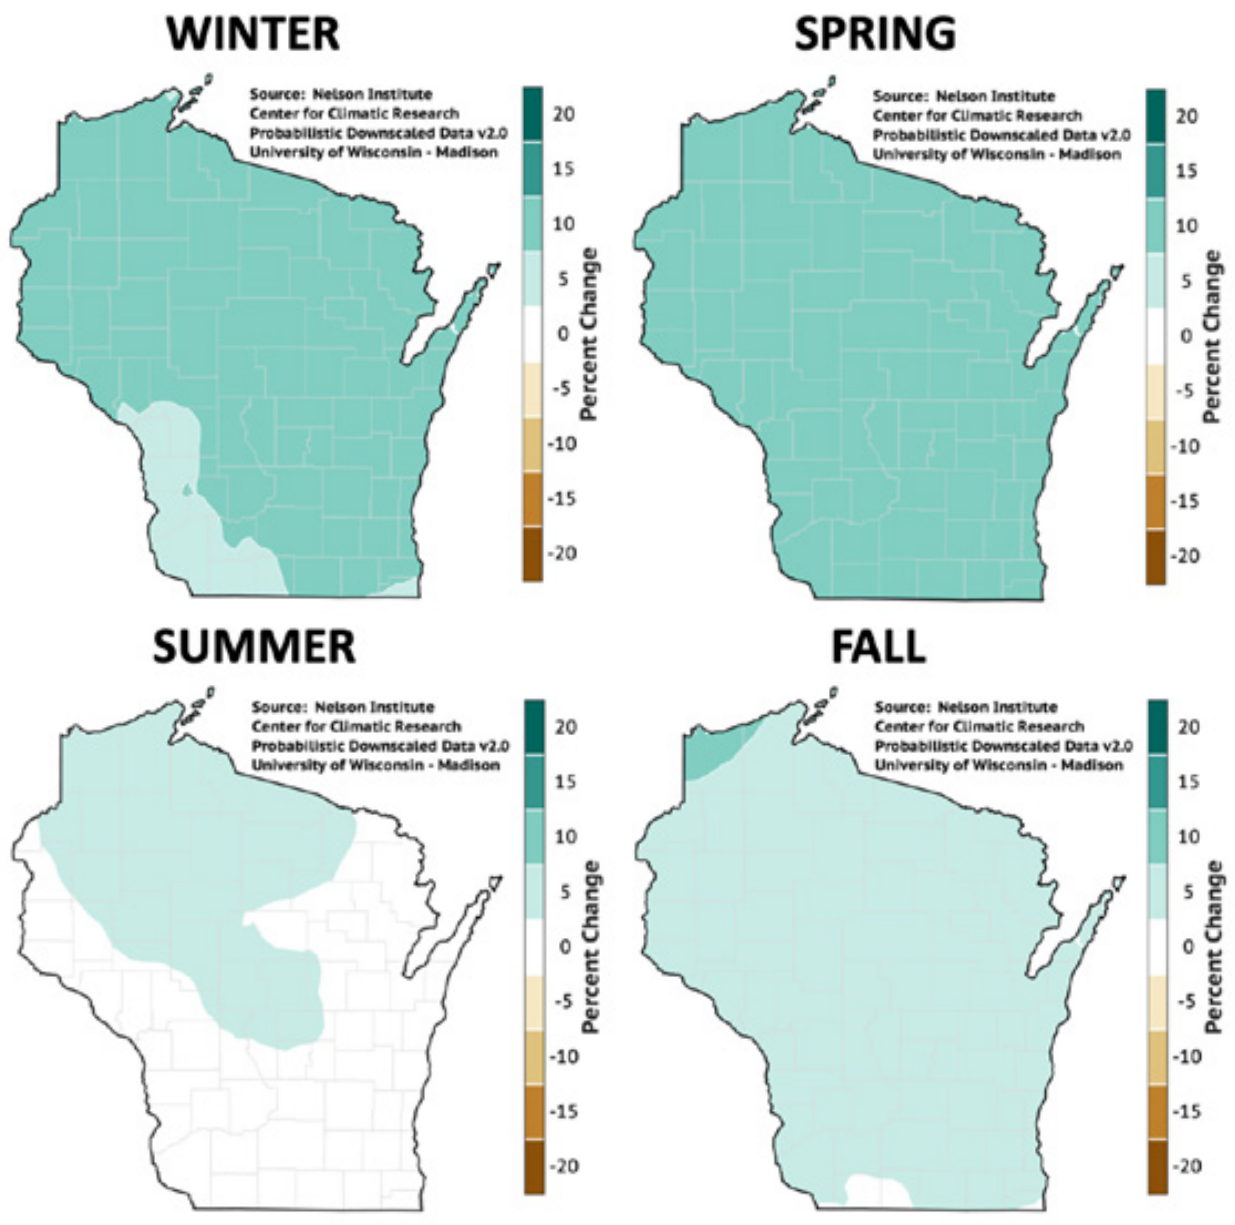 WINTER
Source: Nelson Institute
Center for Climatic Research
Probabilistic Downscaled Data v2.0
University of Wisconsin - Madison
20
15
10
5
0
-5
-10
-15
-20
Percent Change
SPRING
Source: Nelson Institute
Center for Climatic Research
Probabilistic Downscaled Data v2.0
University of Wisconsin - Madison
20
15
10
5
0
-5
-10
-15
-20
Percent Change
SUMMER
Source: Nelson Institute
Center for Climatic Research
Probabilistic Downscaled Data v2.0
University of Wisconsin - Madison
20
15
10
5
0
-5
-10
-15
-20
Percent Change
FALL
Source: Nelson Institute
Center for Climatic Research
Probabilistic Downscaled Data v2.0
University of Wisconsin - Madison
20
15
10
5
0
-5
-10
-15
-20
Percent Change